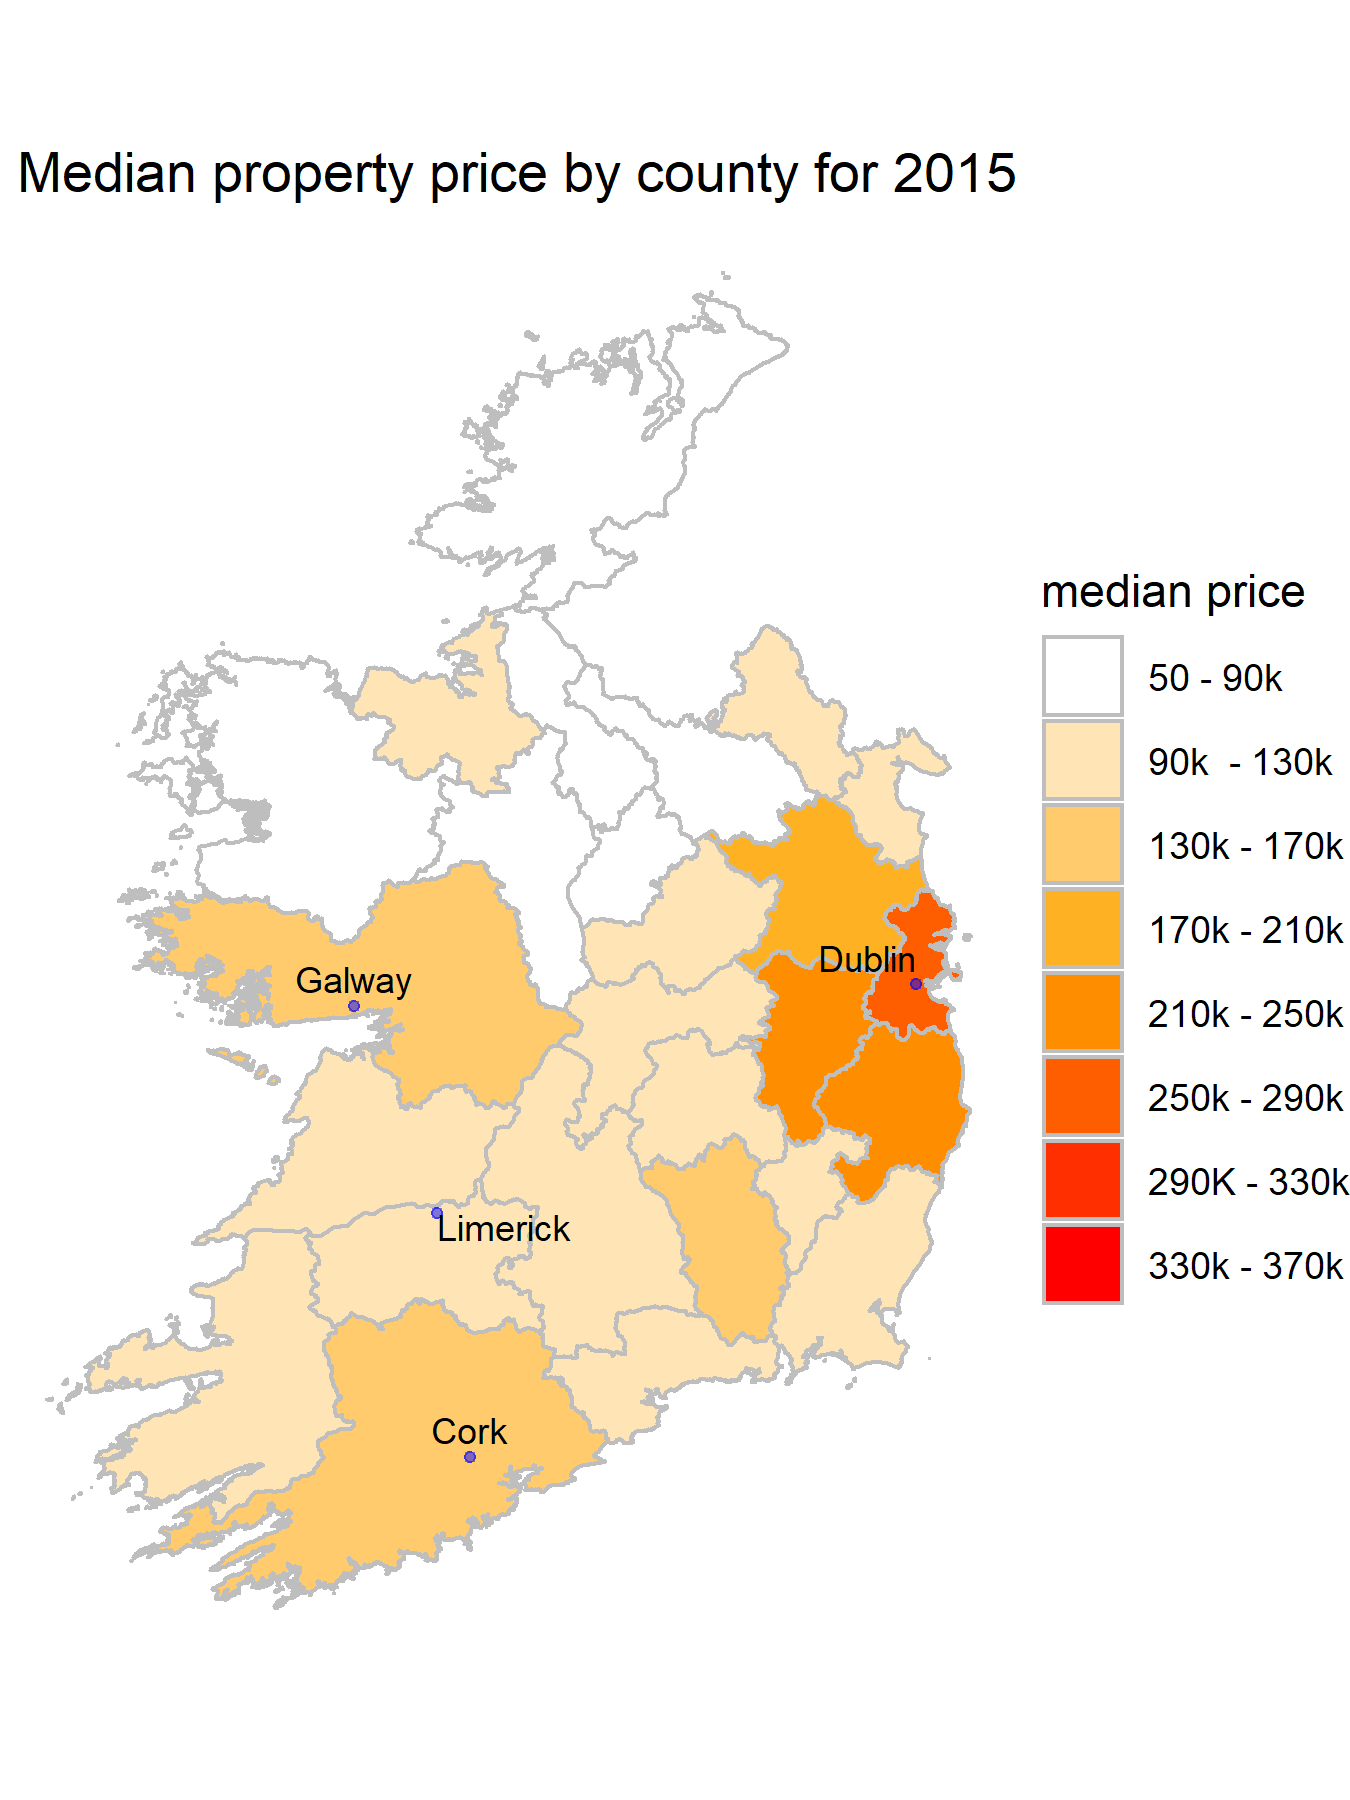 Median property price by county for 2015
median price
50 - 90k
90k  - 130k
130k - 170k
170k - 210k
210k - 250k
250k - 290k
290K - 330k
330k - 370k
Dublin
Galway
Limerick
Cork